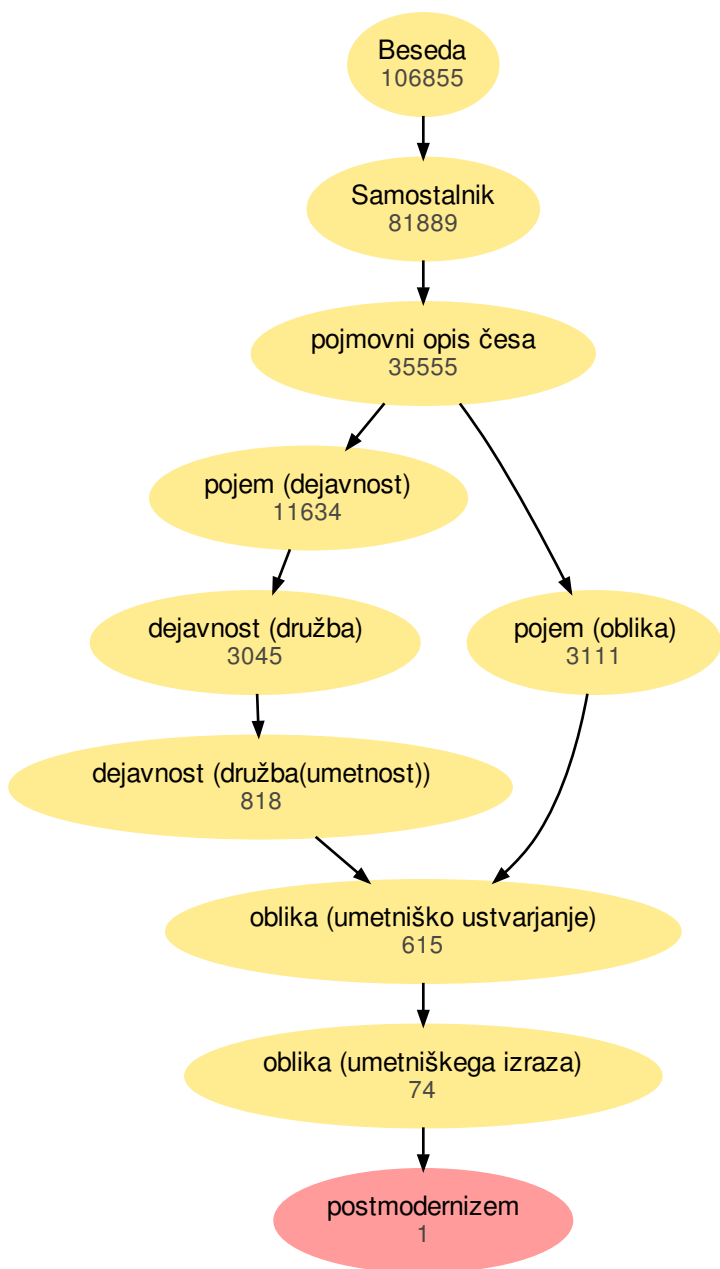 Beseda
106855
Samostalnik
81889
pojmovni opis česa
35555
pojem (dejavnost)
11634
dejavnost (družba)
3045
pojem (oblika)
3111
dejavnost (družba(umetnost))
818
oblika (umetniško ustvarjanje)
615
oblika (umetniškega izraza)
74
postmodernizem
1